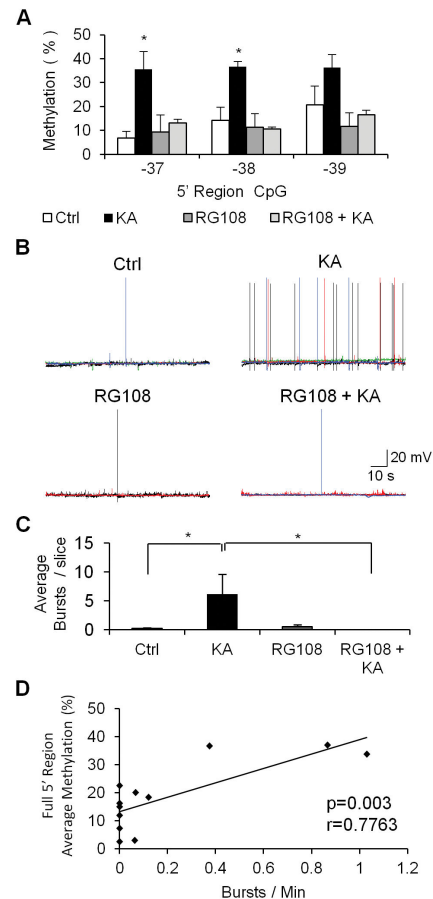 A
Methylation ( % )
50
40
30
20
10
0
*
*
-37
-38
-39
5' Region CpG
Ctrl
KA
RG108
RG108 + KA
B
Ctrl
KA
RG108
RG108 + KA
20 mV
10 s
C
Average
Bursts / slice
15
10
5
0
*
*
Ctrl
KA
RG108
RG108 +
KA
D
Full 5' Region
Average Methylation (%)
50
40
30
20
10
0
p=0.003
r=0.7763
0
0.2
0.4
0.6
0.8
1
1.2
Bursts / Min